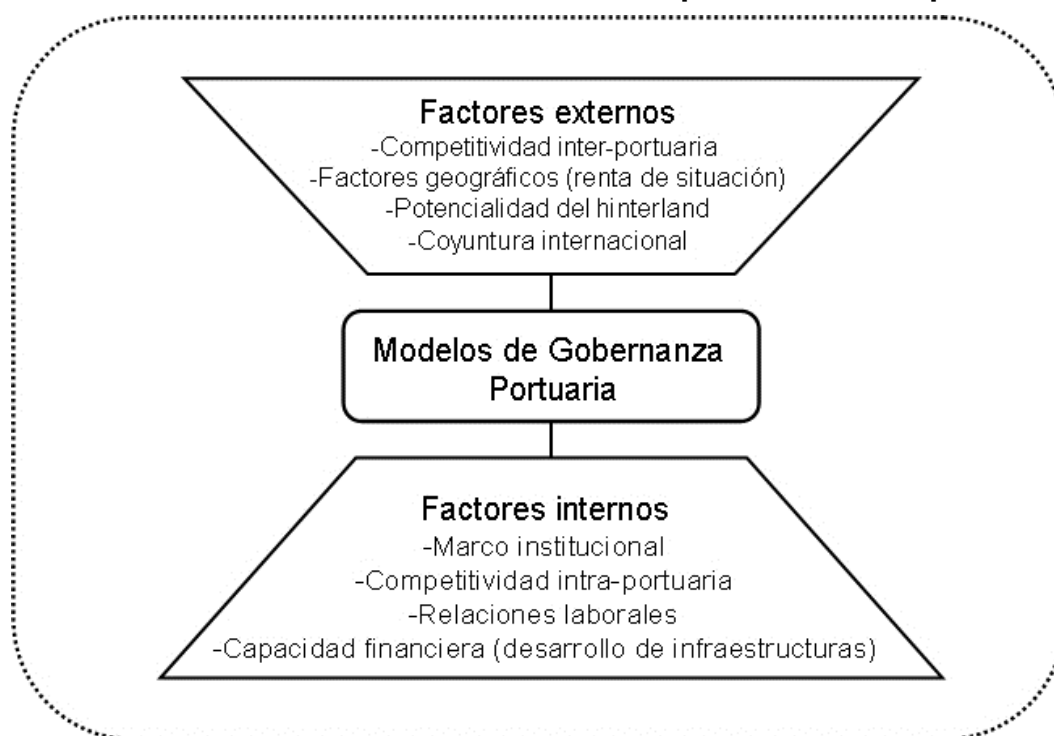 Factores externos
-Competitividad inter-portuaria
-Factores geográficos (renta de situación)
-Potencialidad del hinterland
-Coyuntura internacional
Modelos de Gobernanza
Portuaria
Factores internos
-Marco institucional
-Competitividad intra-portuaria
-Relaciones laborales
-Capacidad financiera (desarrollo de infraestructuras)